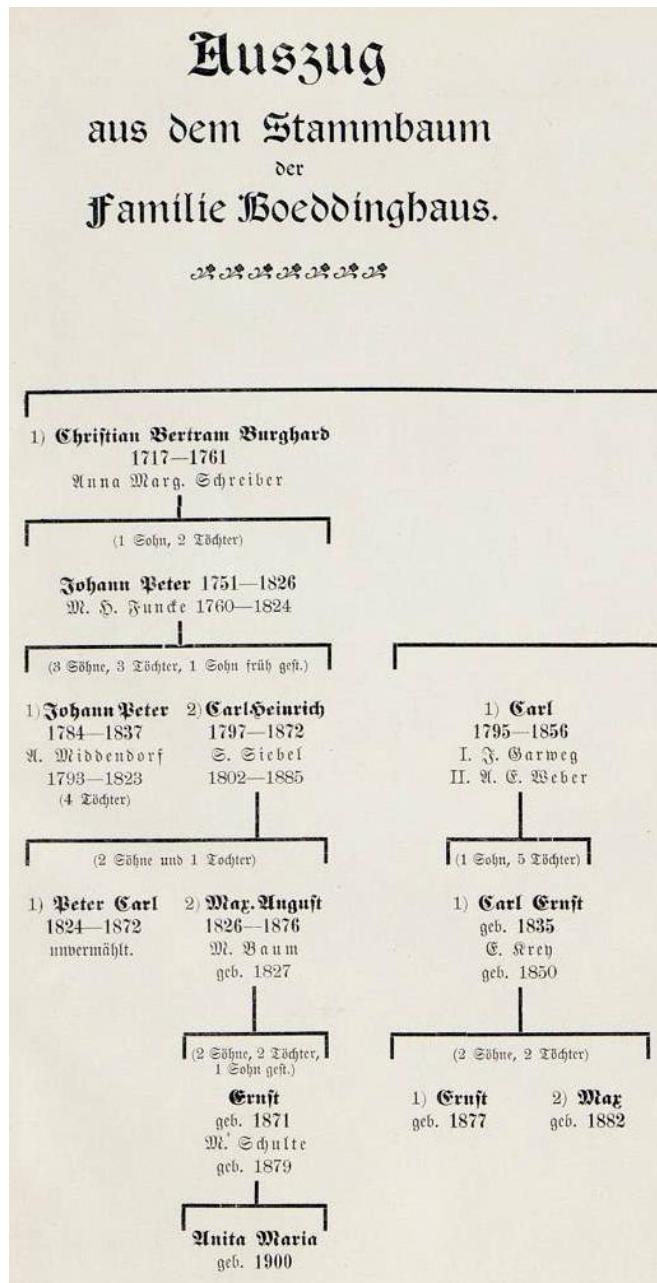 Auszug
aus dem Stammbaum
der
Familie Boeddinghaus.
1) Christian Bertram Burghard
1717—1761
Anna Marg. Schreiber
(1 Sohn, 2 Töchter)
Johann Peter 1751—1826
M. H. Funcke 1760—1824
(3 Söhne, 3 Töchter, 1 Sohn früh gest.)
1) Johann Peter
1784—1837
A. Middendorf
1793—1823
(4 Töchter)
2) Carl Heinrich
1797—1872
S. Siebel
1802—1885
1) Carl
1795—1856
I. J. Garweg
II. A. E. Weber
(2 Söhne und 1 Tochter)
(1 Sohn, 5 Töchter)
1) Peter Carl
1824—1872
unvermählt.
2) Max. August
1826—1876
M. Baum
geb. 1827
1) Carl Ernst
geb. 1835
E. Krey
geb. 1850
(2 Söhne, 2 Töchter,
1 Sohn gest.)
(2 Söhne, 2 Töchter)
Ernst
geb. 1871
M. Schulte
geb. 1879
1) Ernst
geb. 1877
2) Max
geb. 1882
Anita Maria
geb. 1900